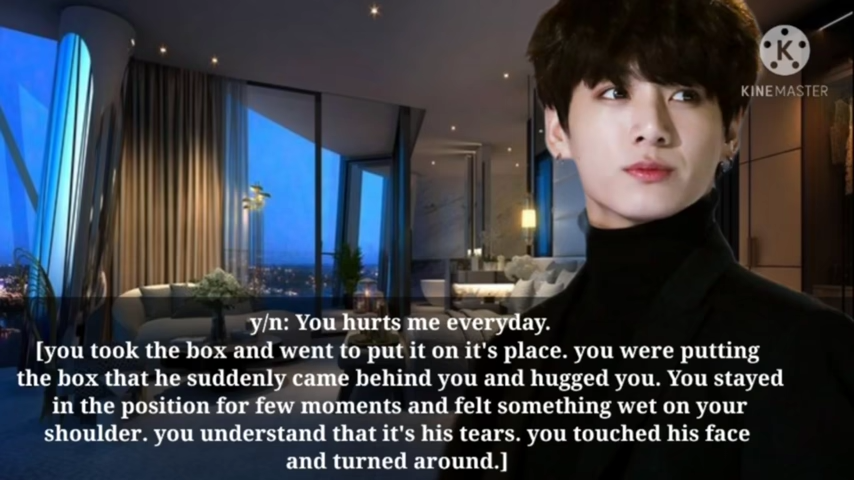 K
KINEMASTER
y/n: You hurts me everyday.
[you took the box and went to put it on it's place. you were putting
the box that he suddenly came behind you and hugged you. You stayed
in the position for few moments and felt something wet on your
shoulder. you understand that it's his tears. you touched his face
and turned around.]